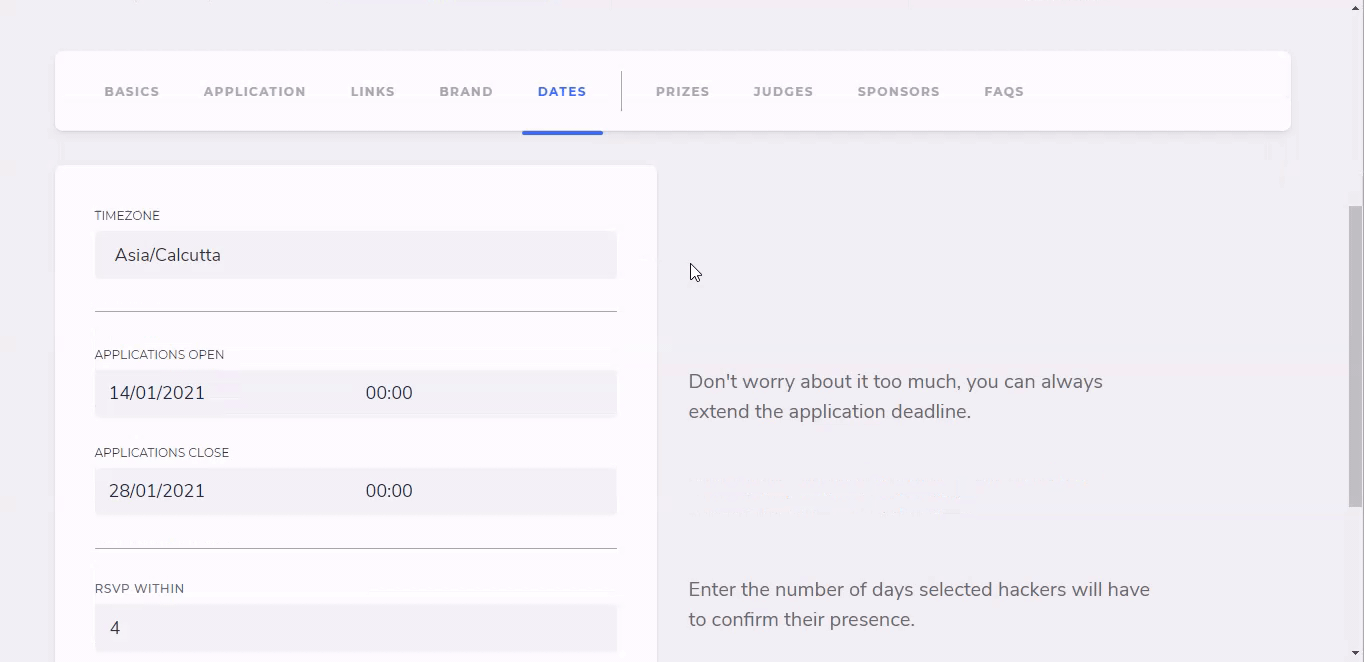 BASICS APPLICATION LINKS BRAND DATES PRIZES JUDGES SPONSORS FAQS
TIMEZONE
Asia/Calcutta
APPLICATIONS OPEN
14/01/2021 00:00
Don't worry about it too much, you can always
extend the application deadline.
APPLICATIONS CLOSE
28/01/2021 00:00
RSVP WITHIN
4
Enter the number of days selected hackers will have
to confirm their presence.